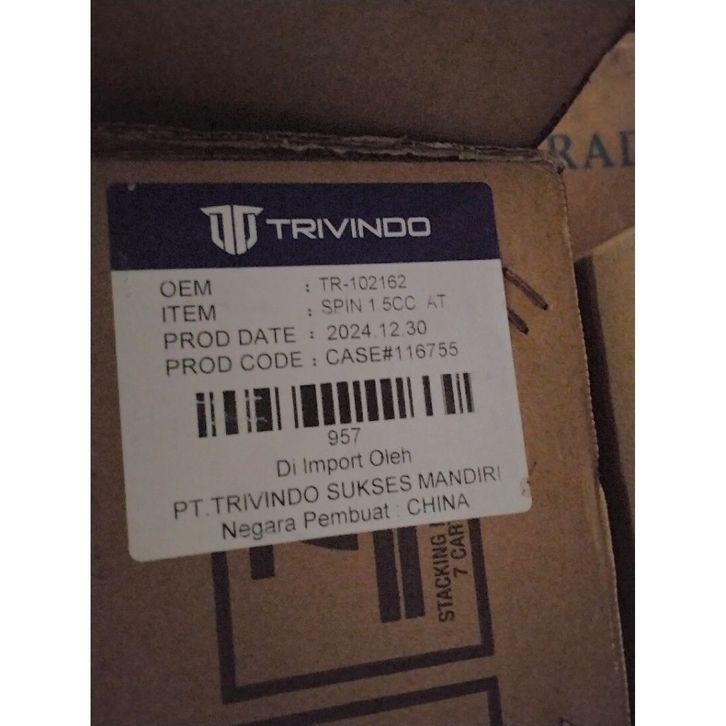 TRIVINDO
OEM : TR-102162
ITEM : SPIN 1.5CC AT
PROD DATE : 2024.12.30
PROD CODE : CASE#116755
957
Di Import Oleh
PT.TRIVINDO SUKSES MANDIRI
Negara Pembuat : CHINA
STACKING
7 CAR
RAD